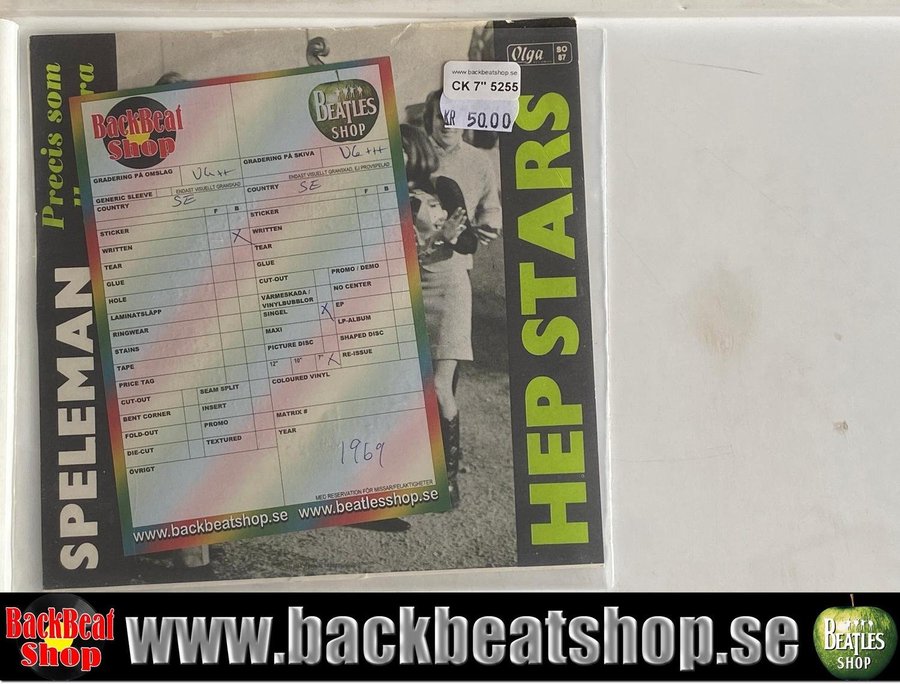 Precis som
SPELEMAN
HEP STARS
Olga
SO
87
www.backbeatshop.se
CK 7" 5255
KR 50.00
BackBeat
Shop
BEATLES
SHOP
GRADERING PÅ OMSLAG
VG++
GRADERING PÅ SKIVA
VG++
ENDAST VISUELLT GRANSKAD
ENDAST VISUELLT GRANSKAD, EJ PROVSPELAD
GENERIC SLEEVE
COUNTRY
SE
F B
STICKER
WRITTEN
X
TEAR
GLUE
HOLE
LAMINATSLÄPP
RINGWEAR
STAINS
TAPE
PRICE TAG
CUT-OUT
SEAM SPLIT
BENT CORNER
INSERT
FOLD-OUT
PROMO
DIE-CUT
TEXTURED
ÖVRIGT
COUNTRY
SE
F B
STICKER
WRITTEN
TEAR
GLUE
CUT-OUT
PROMO / DEMO
VÄRMESKADA /
VINYLBUBBLOR
NO CENTER
SINGEL
X
EP
MAXI
LP-ALBUM
PICTURE DISC
SHAPED DISC
12" 10" 7" X
RE-ISSUE
COLOURED VINYL
MATRIX #
YEAR
1969
MED RESERVATION FÖR MISSAR/FELAKTIGHETER
www.backbeatshop.se www.beatlesshop.se
BackBeat
Shop
www.backbeatshop.se
BEATLES
SHOP